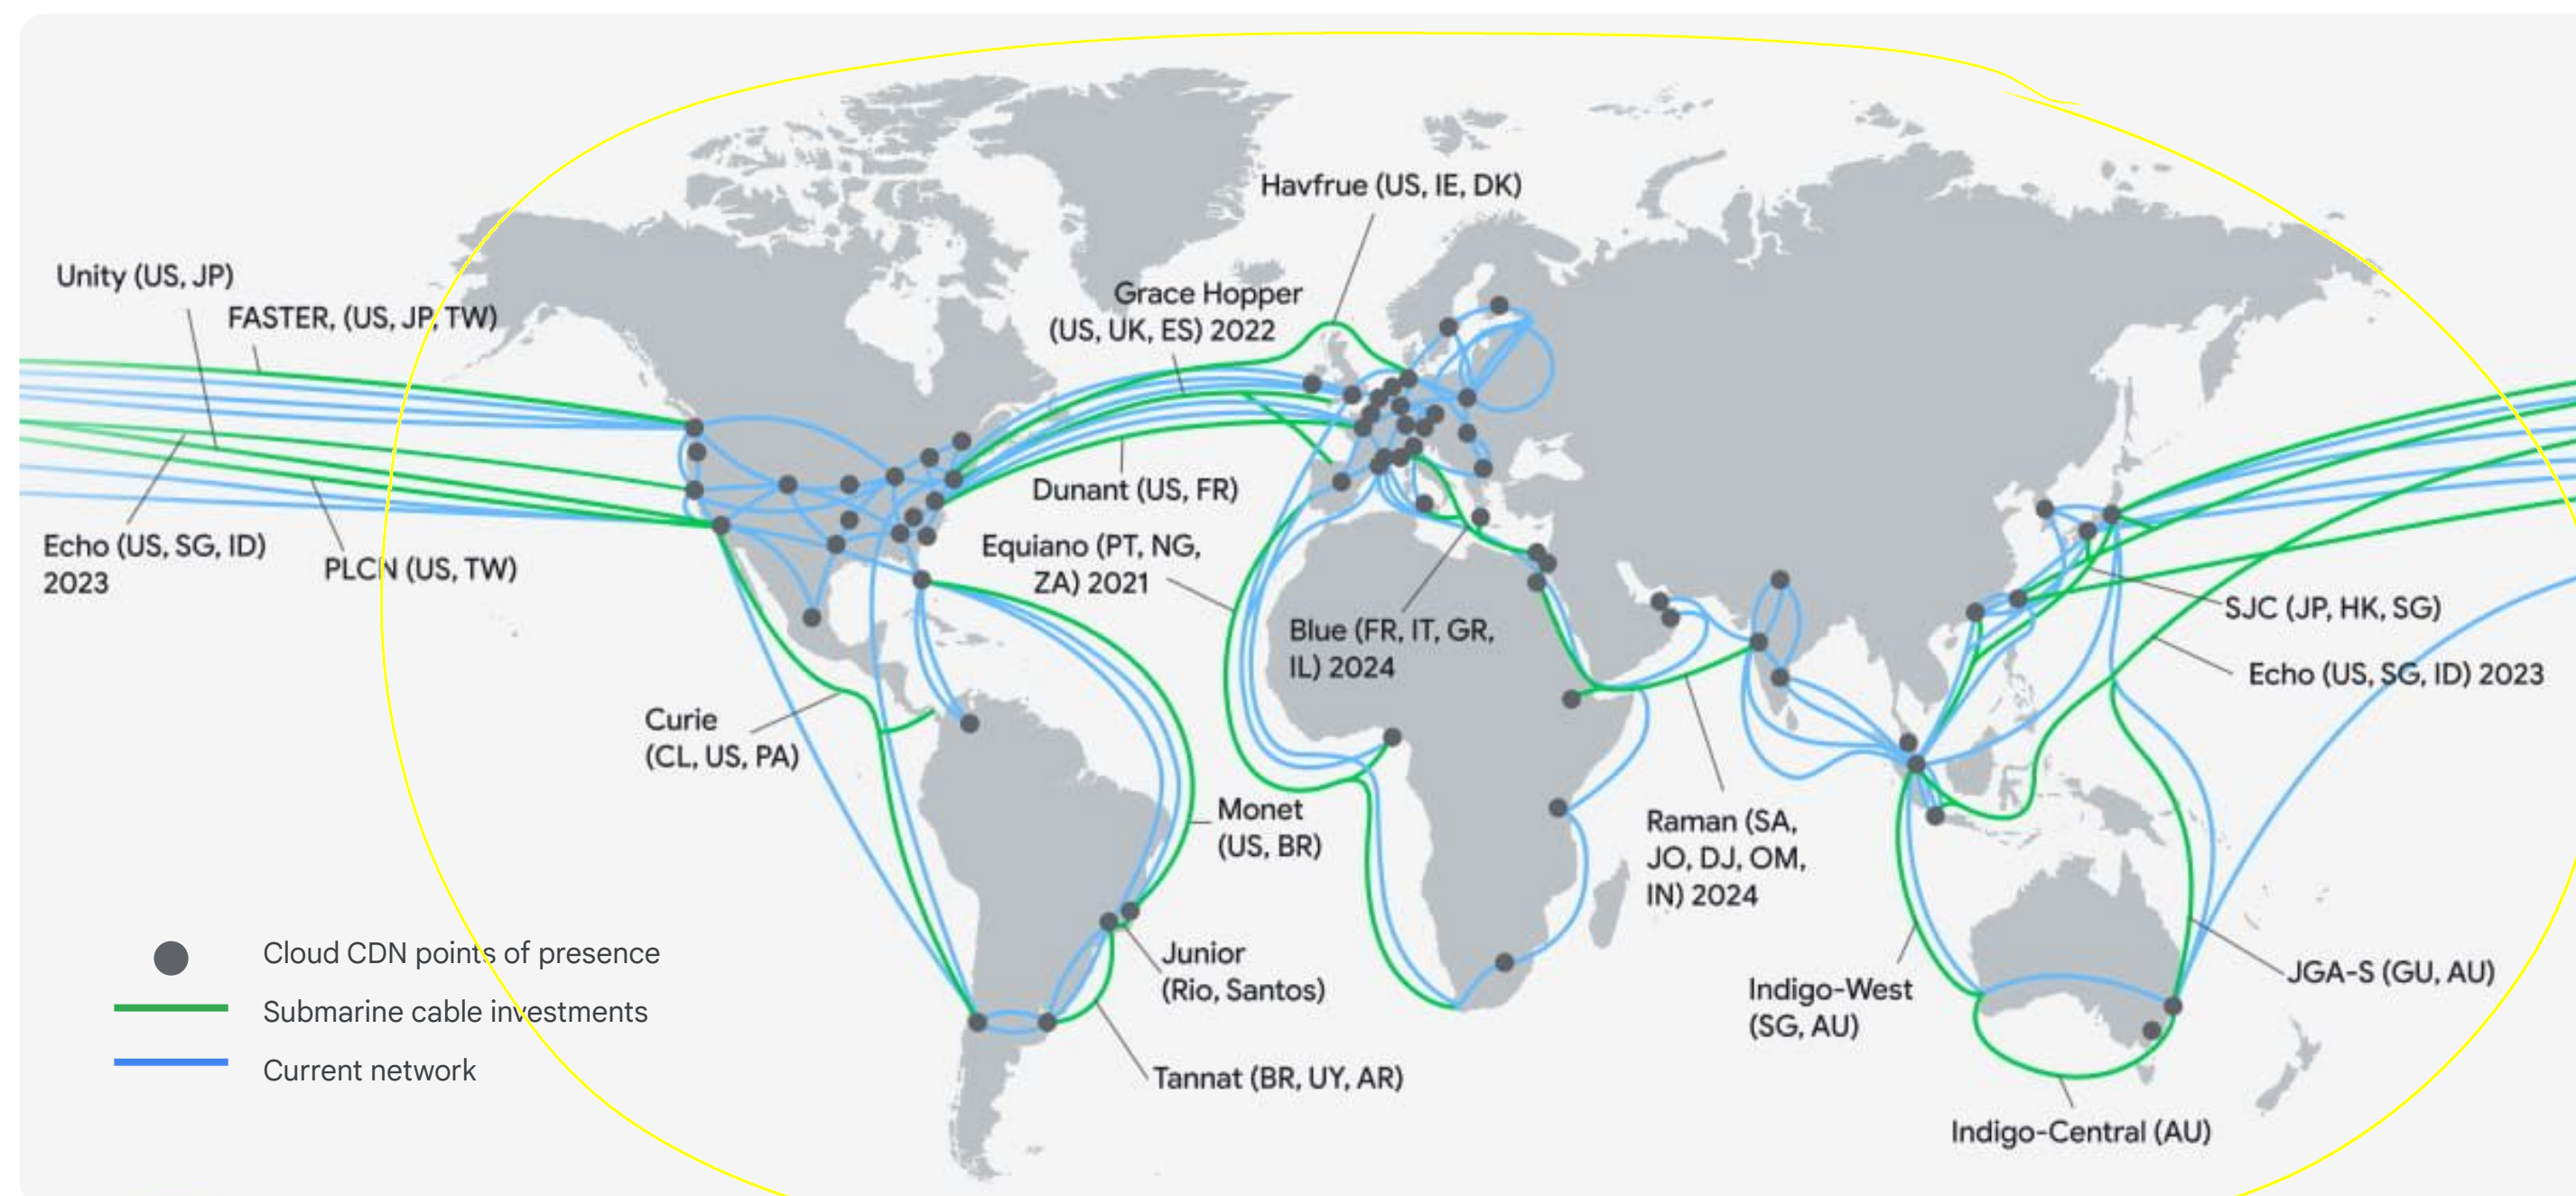 Havfrue (US, IE, DK)
Unity (US, JP)
FASTER, (US, JP, TW)
Grace Hopper
(US, UK, ES) 2022
Dunant (US, FR)
Echo (US, SG, ID)
2023
PLCN (US, TW)
Equiano (PT, NG,
ZA) 2021
Blue (FR, IT, GR,
IL) 2024
SJC (JP, HK, SG)
Echo (US, SG, ID) 2023
Curie
(CL, US, PA)
Monet
(US, BR)
Raman (SA,
JO, DJ, OM,
IN) 2024
Junior
(Rio, Santos)
Indigo-West
(SG, AU)
JGA-S (GU, AU)
Tannat (BR, UY, AR)
Indigo-Central (AU)
Cloud CDN points of presence
Submarine cable investments
Current network